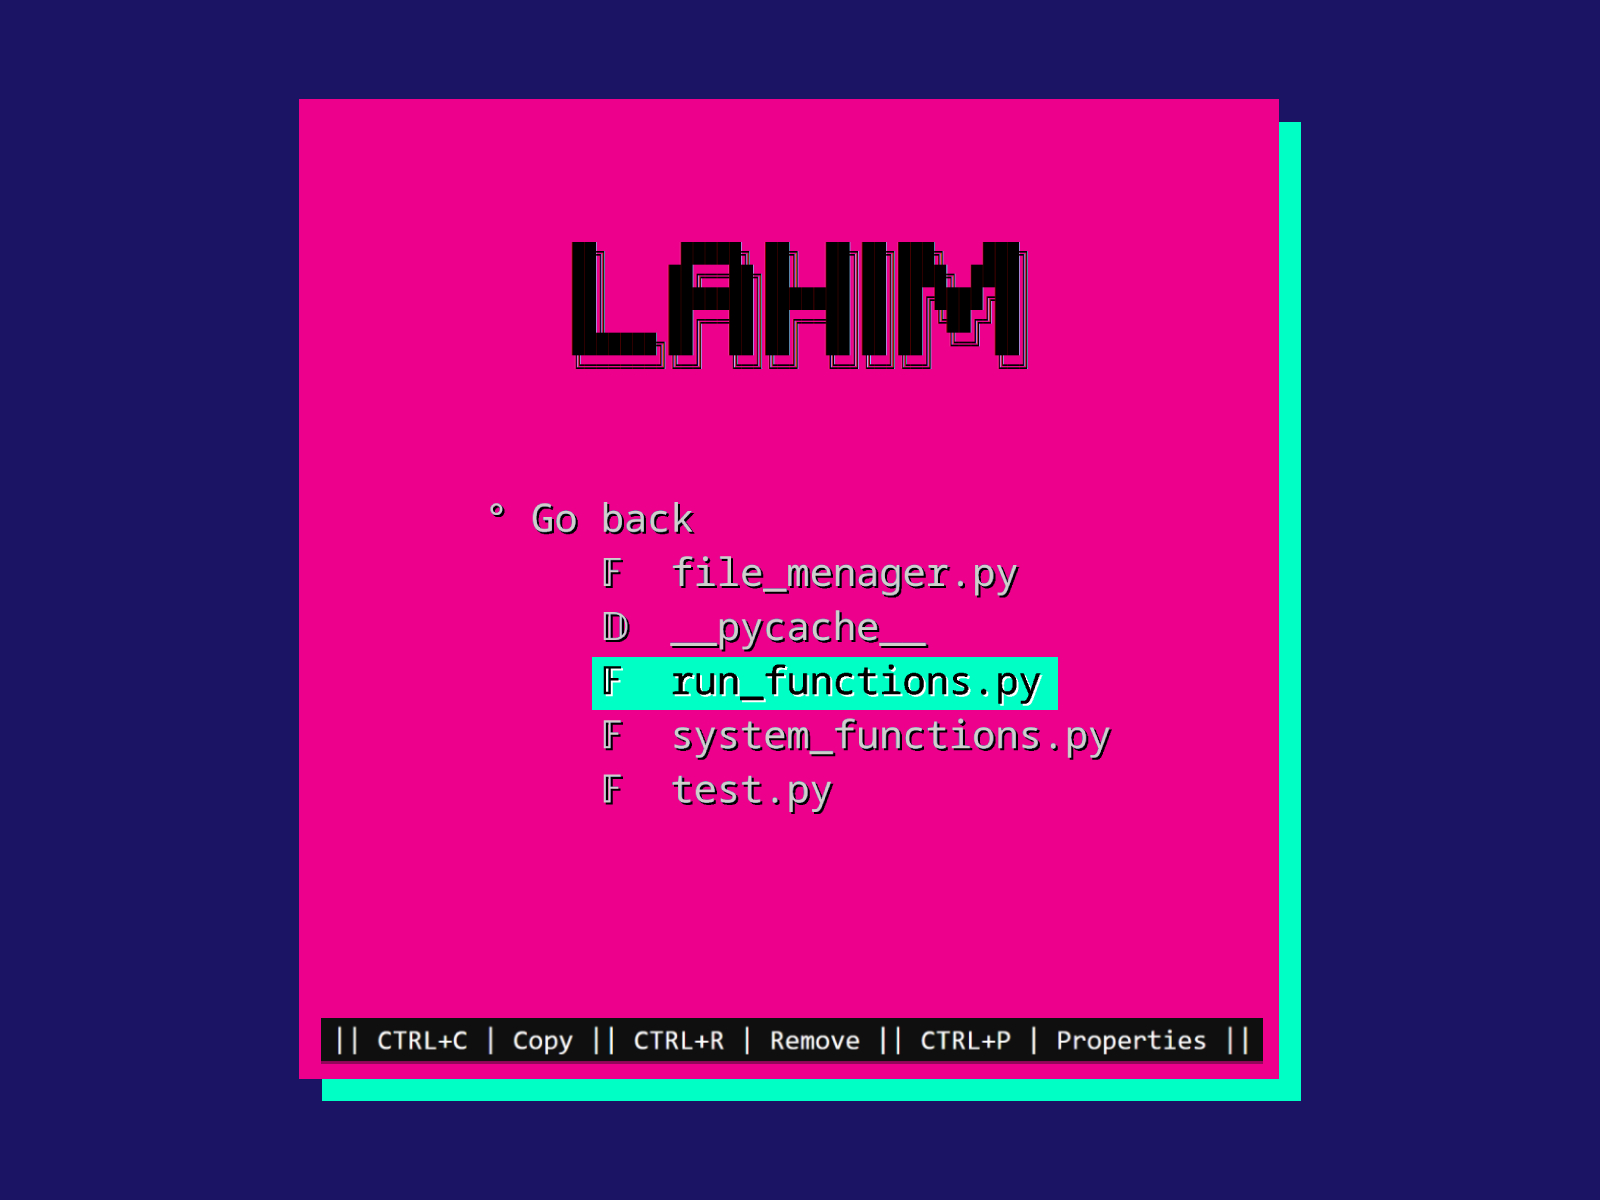 LAHIM
° Go back
𝔽 file_menager.py
𝔻 __pycache__
𝔽 run_functions.py
𝔽 system_functions.py
𝔽 test.py
|| CTRL+C | Copy || CTRL+R | Remove || CTRL+P | Properties ||